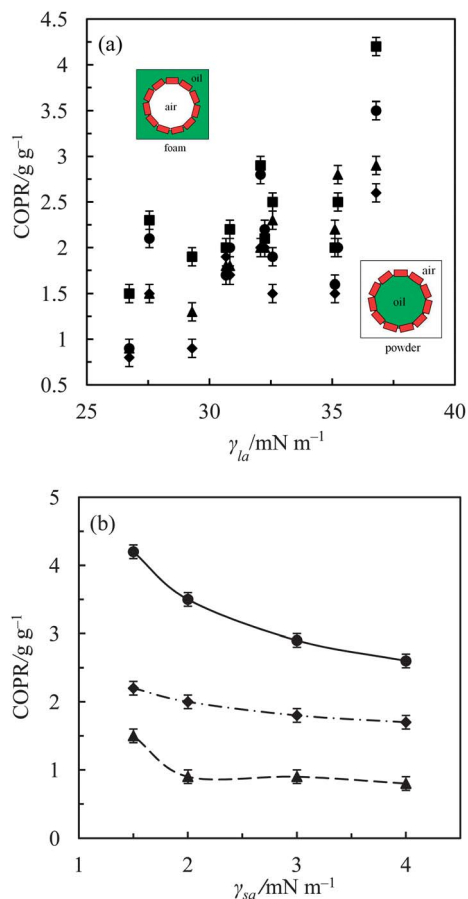 (a)
COPR/g g⁻¹
4.5
4
3.5
3
2.5
2
1.5
1
0.5
oil
air
foam
air
oil
powder
25
30
35
40
γla/mN m⁻¹
(b)
COPR/g g⁻¹
5
4
3
2
1
0
1
2
3
4
γsa/mN m⁻¹